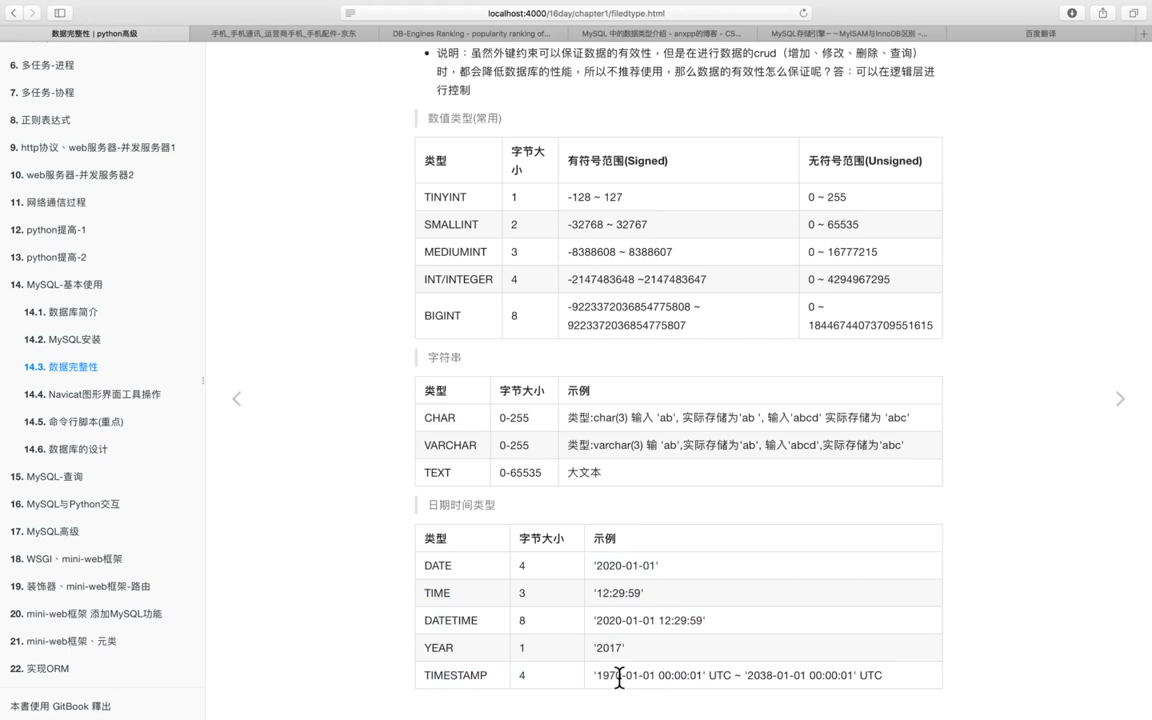 localhost:4000/16day/chapter1/filedtype.html
数据完整性 | python高级
手机_手机通讯_运营商手机_手机配件-京东
DB-Engines Ranking - popularity ranking of...
MySQL 中的数据类型介绍 - anxpp的博客 - CS...
MySQL存储引擎－－MyISAM与InnoDB区别 -...
百度翻译
6. 多任务-进程
7. 多任务-协程
8. 正则表达式
9. http协议、web服务器-并发服务器1
10. web服务器-并发服务器2
11. 网络通信过程
12. python提高-1
13. python提高-2
14. MySQL-基本使用
14.1. 数据库简介
14.2. MySQL安装
14.3. 数据完整性
14.4. Navicat图形界面工具操作
14.5. 命令行脚本(重点)
14.6. 数据库的设计
15. MySQL-查询
16. MySQL与Python交互
17. MySQL高级
18. WSGI、mini-web框架
19. 装饰器、mini-web框架-路由
20. mini-web框架 添加MySQL功能
21. mini-web框架、元类
22. 实现ORM
本書使用 GitBook 釋出
• 说明：虽然外键约束可以保证数据的有效性，但是在进行数据的crud（增加、修改、删除、查询）
时，都会降低数据库的性能，所以不推荐使用，那么数据的有效性怎么保证呢？答：可以在逻辑层进
行控制
数值类型(常用)
类型 字节大小 有符号范围(Signed) 无符号范围(Unsigned)
TINYINT 1 -128 ~ 127 0 ~ 255
SMALLINT 2 -32768 ~ 32767 0 ~ 65535
MEDIUMINT 3 -8388608 ~ 8388607 0 ~ 16777215
INT/INTEGER 4 -2147483648 ~2147483647 0 ~ 4294967295
BIGINT 8 -9223372036854775808 ~ 9223372036854775807 0 ~ 18446744073709551615
字符串
类型 字节大小 示例
CHAR 0-255 类型:char(3) 输入 'ab', 实际存储为'ab ', 输入'abcd' 实际存储为 'abc'
VARCHAR 0-255 类型:varchar(3) 输 'ab',实际存储为'ab', 输入'abcd',实际存储为'abc'
TEXT 0-65535 大文本
日期时间类型
类型 字节大小 示例
DATE 4 '2020-01-01'
TIME 3 '12:29:59'
DATETIME 8 '2020-01-01 12:29:59'
YEAR 1 '2017'
TIMESTAMP 4 '1970-01-01 00:00:01' UTC ~ '2038-01-01 00:00:01' UTC